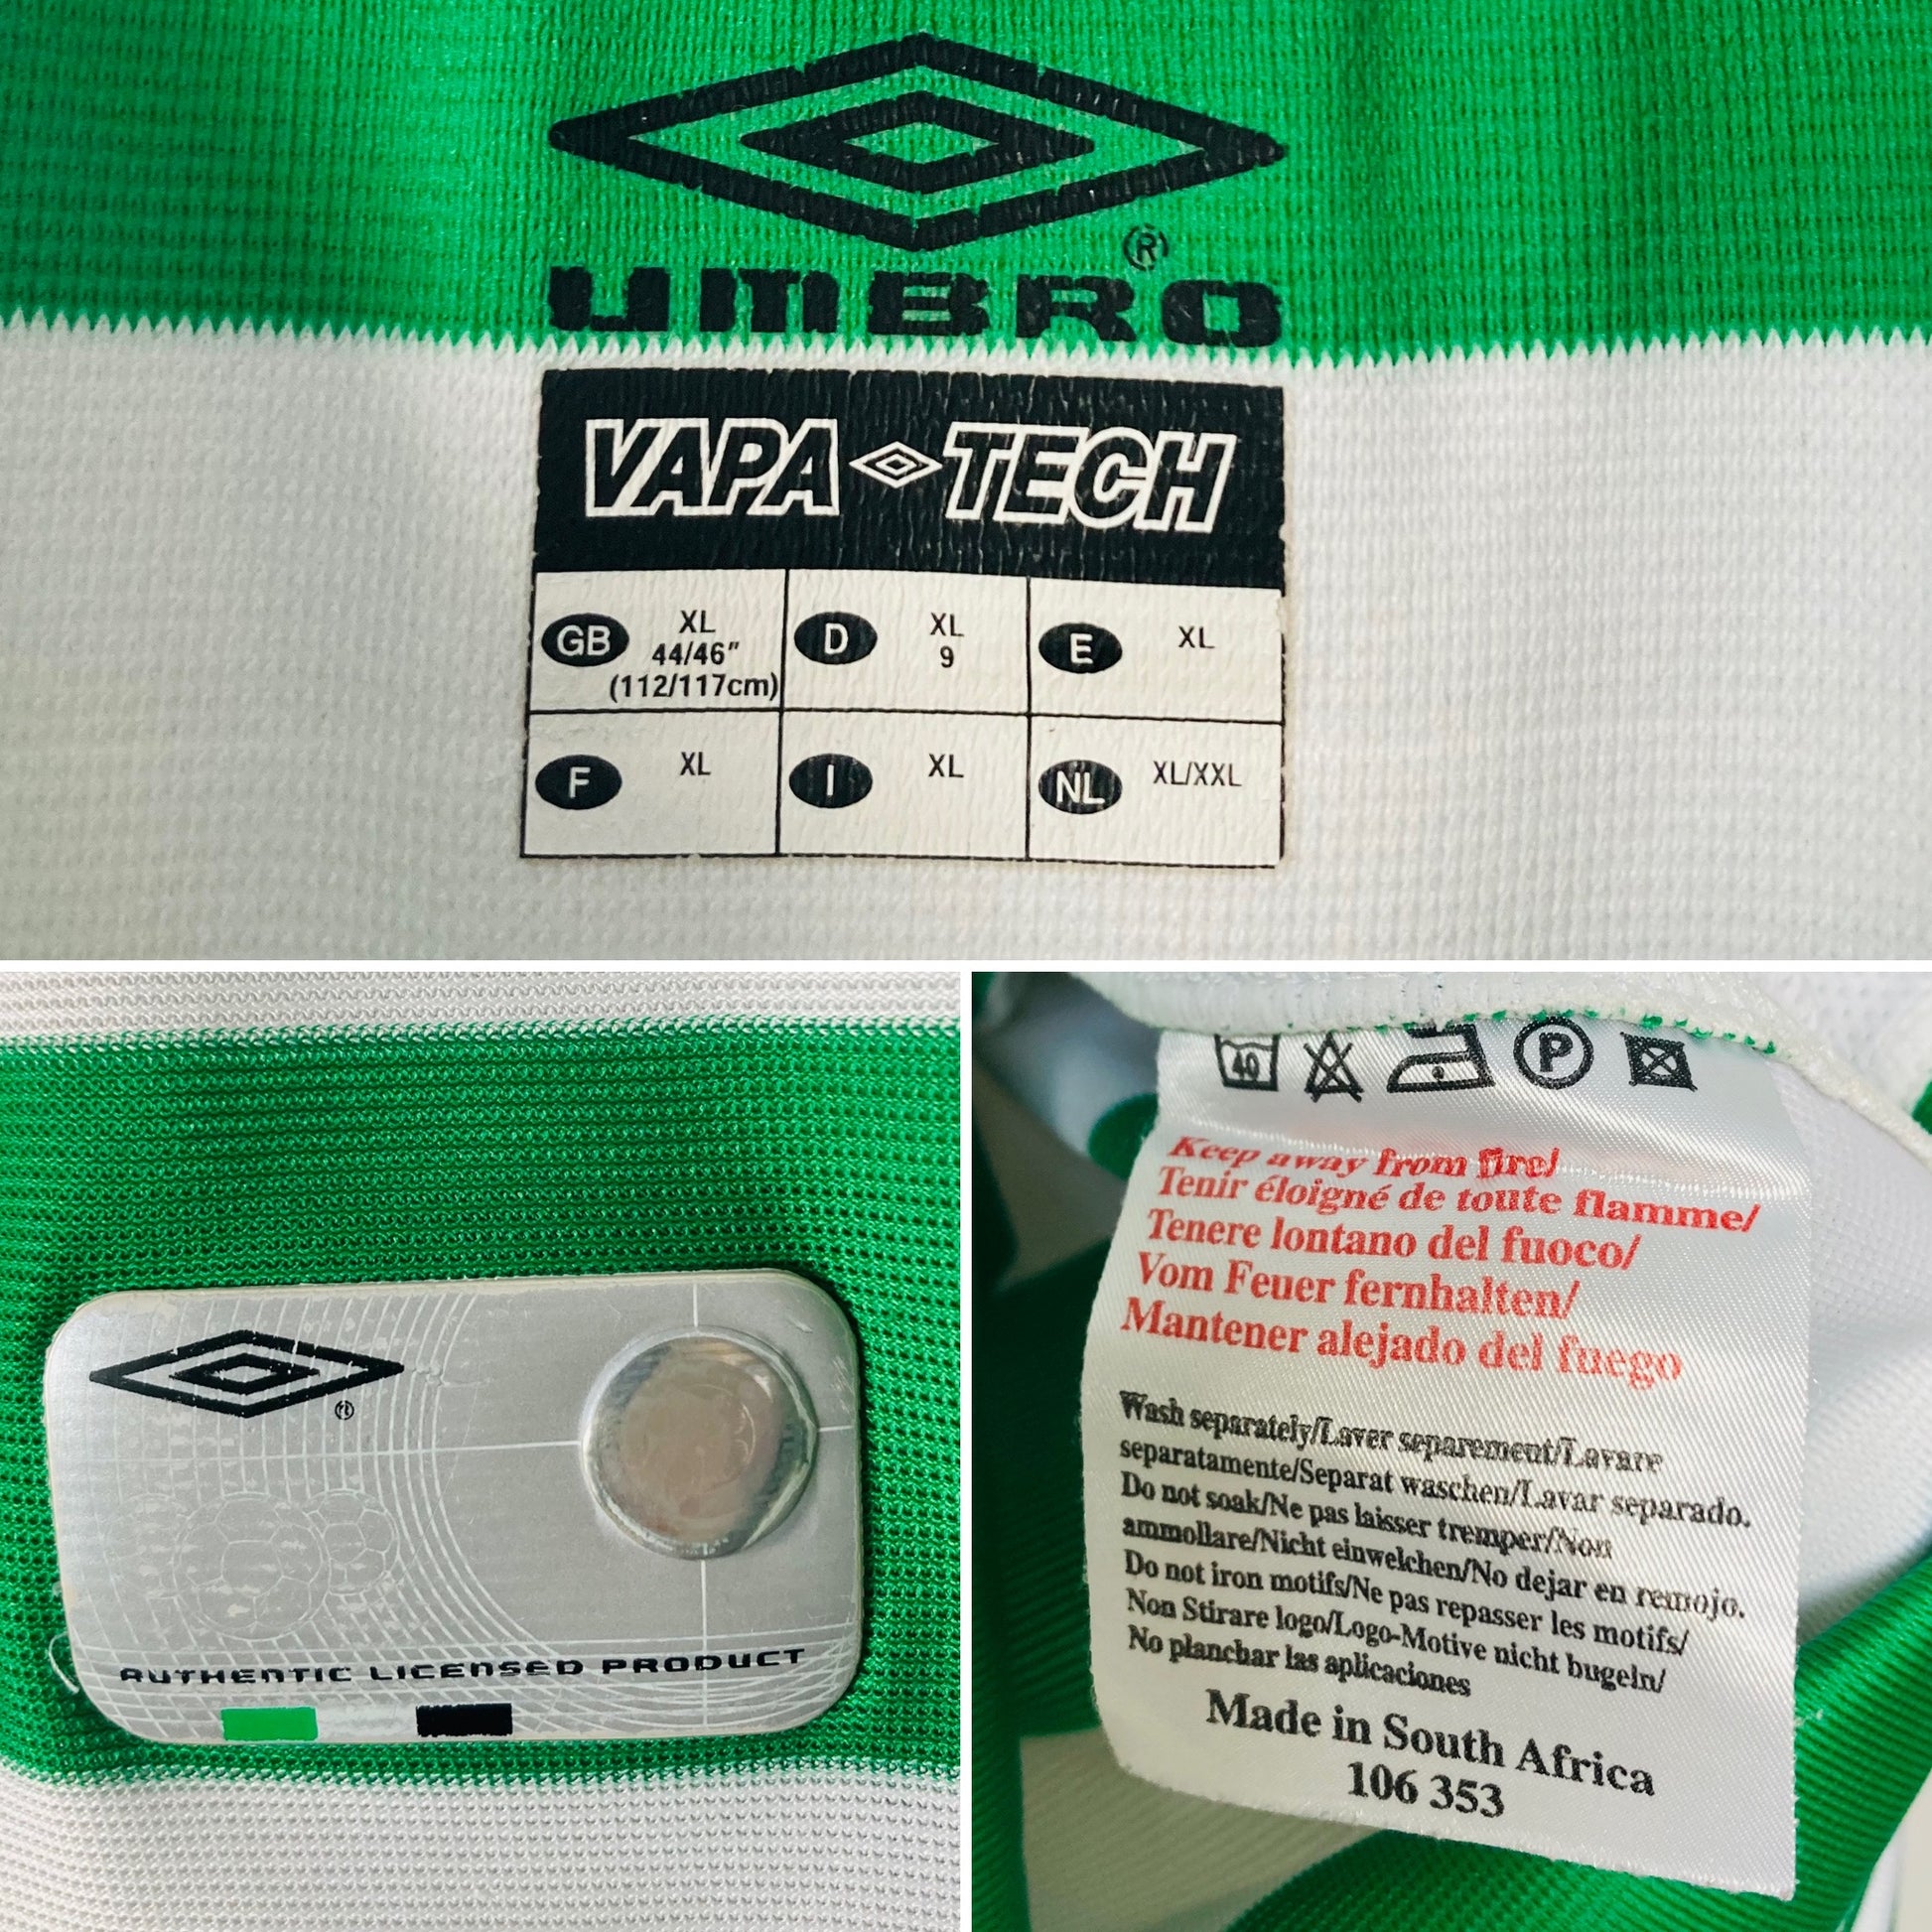 ®
UMBRO
VAPA TECH
GB XL 44/46" (112/117cm)
D XL 9
E XL
F XL
I XL
NL XL/XXL
®
AUTHENTIC LICENSED PRODUCT
40 P
Keep away from fire/
Tenir éloigné de toute flamme/
Tenere lontano del fuoco/
Vom Feuer fernhalten/
Mantener alejado del fuego
Wash separately/Laver separement/Lavare
separatamente/Separat waschen/Lavar separado.
Do not soak/Ne pas laisser tremper/Non
ammollare/Nicht einwelchen/No dejar en remojo.
Do not iron motifs/Ne pas repasser les motifs/
Non Stirare logo/Logo-Motive nicht bugeln/
No planchar las aplicaciones
Made in South Africa
106 353